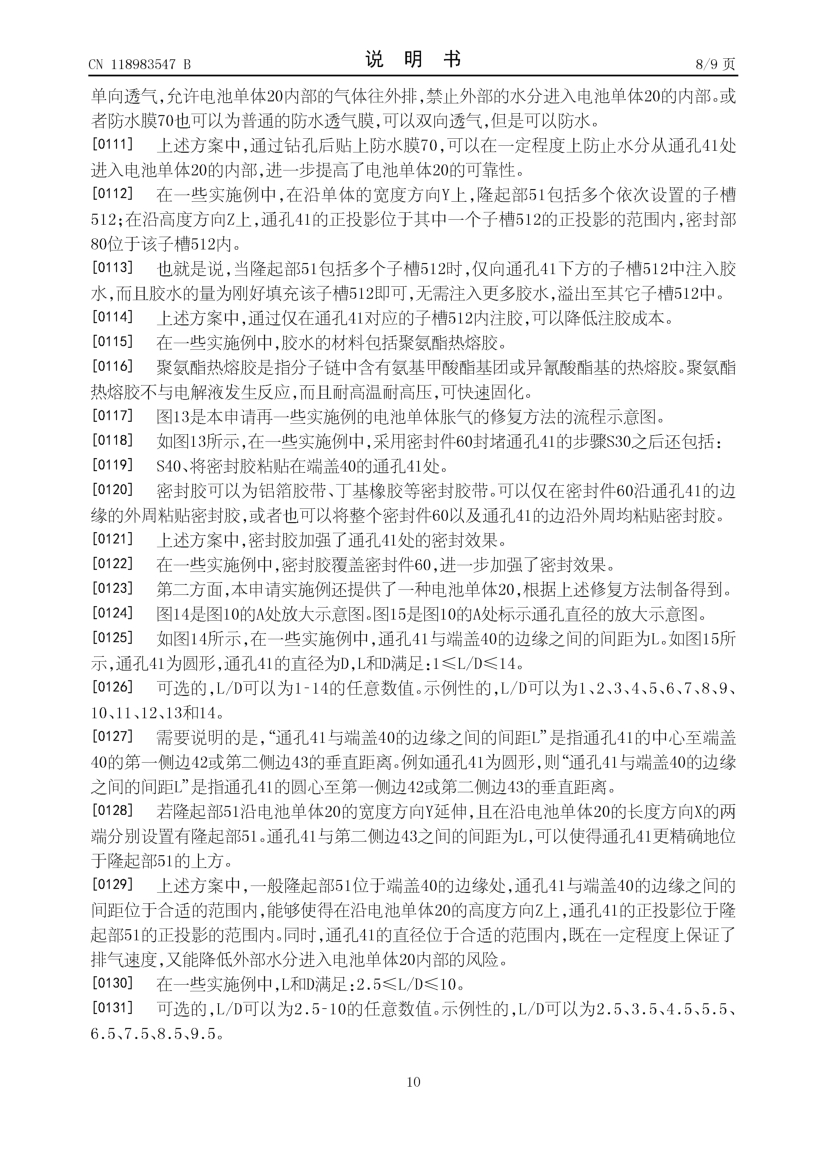 CN 118983547 B
说 明 书
8/9 页
单向透气,允许电池单体20内部的气体往外排,禁止外部的水分进入电池单体20的内部。或
者防水膜70也可以为普通的防水透气膜,可以双向透气,但是可以防水。
[0111] 上述方案中,通过钻孔后贴上防水膜70,可以在一定程度上防止水分从通孔41处
进入电池单体20的内部,进一步提高了电池单体20的可靠性。
[0112] 在一些实施例中,在沿单体的宽度方向Y上,隆起部51包括多个依次设置的子槽
512;在沿高度方向Z上,通孔41的正投影位于其中一个子槽512的正投影的范围内,密封部
80位于该子槽512内。
[0113] 也就是说,当隆起部51包括多个子槽512时,仅向通孔41下方的子槽512中注入胶
水,而且胶水的量为刚好填充该子槽512即可,无需注入更多胶水,溢出至其它子槽512中。
[0114] 上述方案中,通过仅在通孔41对应的子槽512内注胶,可以降低注胶成本。
[0115] 在一些实施例中,胶水的材料包括聚氨酯热熔胶。
[0116] 聚氨酯热熔胶是指分子链中含有氨基甲酸酯基团或异氰酸酯基的热熔胶。聚氨酯
热熔胶不与电解液发生反应,而且耐高温耐高压,可快速固化。
[0117] 图13是本申请再一些实施例的电池单体胀气的修复方法的流程示意图。
[0118] 如图13所示,在一些实施例中,采用密封件60封堵通孔41的步骤S30之后还包括:
[0119] S40、将密封胶粘贴在端盖40的通孔41处。
[0120] 密封胶可以为铝箔胶带、丁基橡胶等密封胶带。可以仅在密封件60沿通孔41的边
缘的外周粘贴密封胶,或者也可以将整个密封件60以及通孔41的边沿外周均粘贴密封胶。
[0121] 上述方案中,密封胶加强了通孔41处的密封效果。
[0122] 在一些实施例中,密封胶覆盖密封件60,进一步加强了密封效果。
[0123] 第二方面,本申请实施例还提供了一种电池单体20,根据上述修复方法制备得到。
[0124] 图14是图10的A处放大示意图。图15是图10的A处标示通孔直径的放大示意图。
[0125] 如图14所示,在一些实施例中,通孔41与端盖40的边缘之间的间距为L。如图15所
示,通孔41为圆形,通孔41的直径为D,L和D满足:1≤L/D≤14。
[0126] 可选的,L/D可以为1-14的任意数值。示例性的,L/D可以为1、2、3、4、5、6、7、8、9、
10、11、12、13和14。
[0127] 需要说明的是,“通孔41与端盖40的边缘之间的间距L”是指通孔41的中心至端盖
40的第一侧边42或第二侧边43的垂直距离。例如通孔41为圆形,则“通孔41与端盖40的边缘
之间的间距L”是指通孔41的圆心至第一侧边42或第二侧边43的垂直距离。
[0128] 若隆起部51沿电池单体20的宽度方向Y延伸,且在沿电池单体20的长度方向X的两
端分别设置有隆起部51。通孔41与第二侧边43之间的间距为L,可以使得通孔41更精确地位
于隆起部51的上方。
[0129] 上述方案中,一般隆起部51位于端盖40的边缘处,通孔41与端盖40的边缘之间的
间距位于合适的范围内,能够使得在沿电池单体20的高度方向Z上,通孔41的正投影位于隆
起部51的正投影的范围内。同时,通孔41的直径位于合适的范围内,既在一定程度上保证了
排气速度,又能降低外部水分进入电池单体20内部的风险。
[0130] 在一些实施例中,L和D满足:2.5≤L/D≤10。
[0131] 可选的,L/D可以为2.5-10的任意数值。示例性的,L/D可以为2.5、3.5、4.5、5.5、
6.5、7.5、8.5、9.5。
10